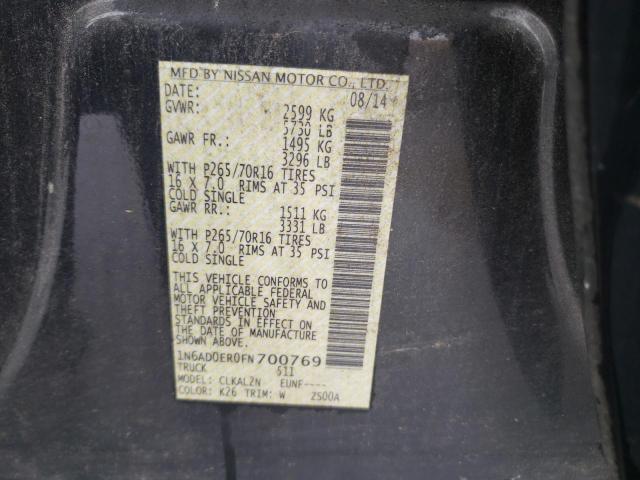 MFD BY NISSAN MOTOR CO., LTD.
DATE: 08/14
GVWR: 2599 KG
5730 LB
GAWR FR.: 1495 KG
3296 LB
WITH P265/70R16 TIRES
16 X 7.0 RIMS AT 35 PSI
COLD SINGLE
GAWR RR.: 1511 KG
3331 LB
WITH P265/70R16 TIRES
16 X 7.0 RIMS AT 35 PSI
COLD SINGLE
THIS VEHICLE CONFORMS TO
ALL APPLICABLE FEDERAL
MOTOR VEHICLE SAFETY AND
THEFT PREVENTION
STANDARDS IN EFFECT ON
THE DATE OF MANUFACTURE
SHOWN ABOVE.
1N6AD0ER0FN700769
TRUCK 511
MODEL: CLKALZN EUNF----
COLOR: K26 TRIM: W 2S00A